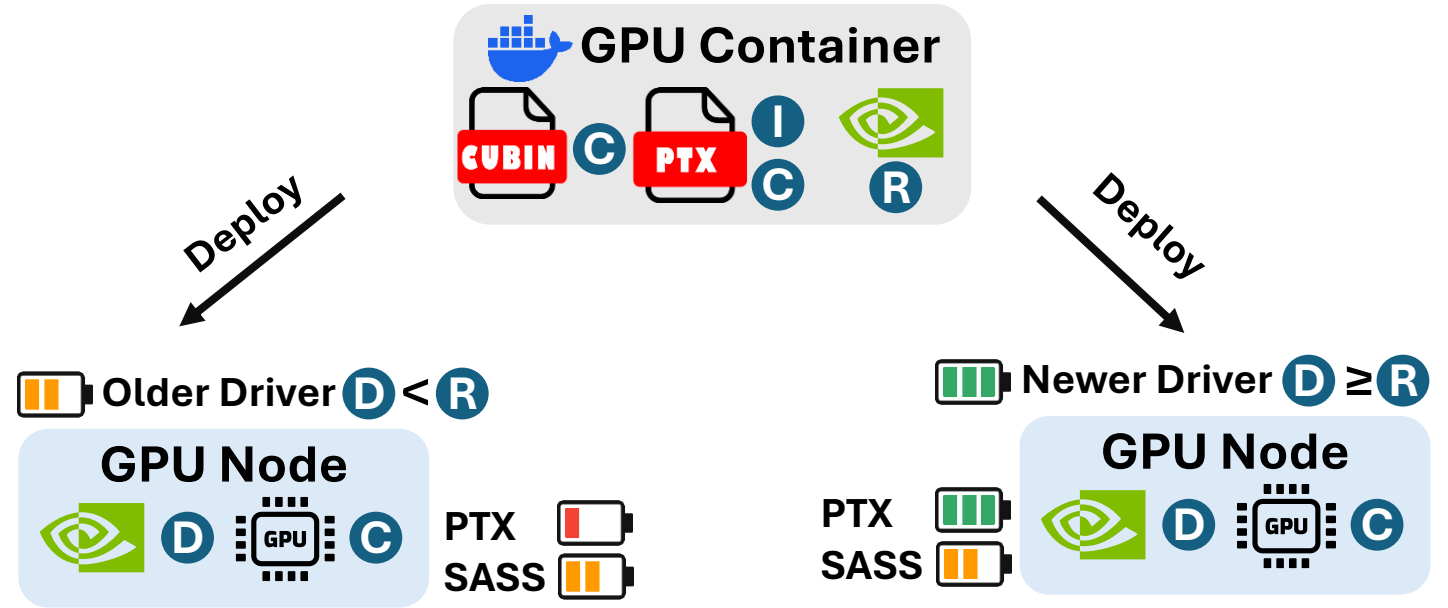 GPU Container
CUBIN C PTX I
C
R
Deploy
Deploy
Older Driver D < R
GPU Node
D GPU C
PTX
SASS
Newer Driver D ≥ R
GPU Node
PTX
SASS
D GPU C